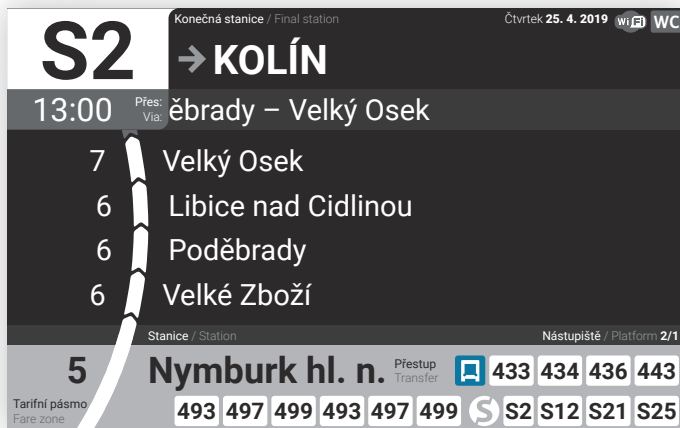 S2
Konečná stanice / Final station
Čtvrtek 25. 4. 2019
WiFi WC
KOLÍN
13:00
Přes:
Via:
ěbrady – Velký Osek
7 Velký Osek
6 Libice nad Cidlinou
6 Poděbrady
6 Velké Zboží
Stanice / Station
Nástupiště / Platform 2/1
5 Nymburk hl. n.
Přestup
Transfer
433 434 436 443
Tarifní pásmo
Fare zone
493 497 499 493 497 499 S S2 S12 S21 S25